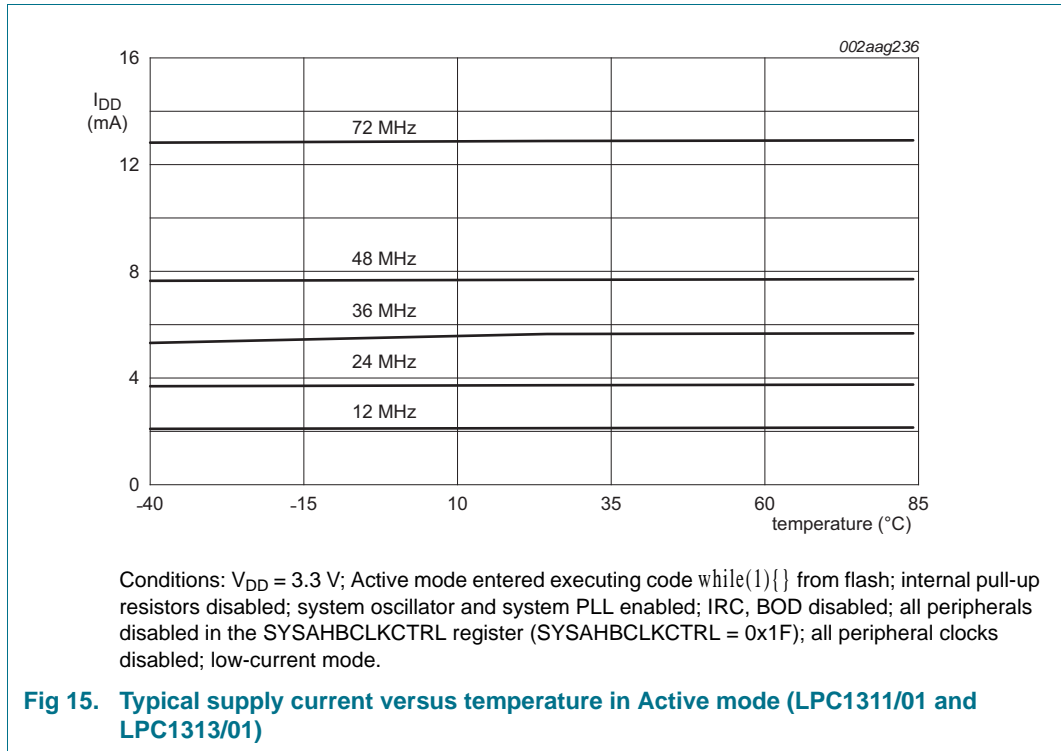 002aag236
16
I_DD
(mA)
72 MHz
12
48 MHz
8
36 MHz
24 MHz
4
12 MHz
0
-40 -15 10 35 60 85
temperature (°C)
Conditions: V_DD = 3.3 V; Active mode entered executing code while(1){} from flash; internal pull-up
resistors disabled; system oscillator and system PLL enabled; IRC, BOD disabled; all peripherals
disabled in the SYSAHBCLKCTRL register (SYSAHBCLKCTRL = 0x1F); all peripheral clocks
disabled; low-current mode.
Fig 15. Typical supply current versus temperature in Active mode (LPC1311/01 and
LPC1313/01)